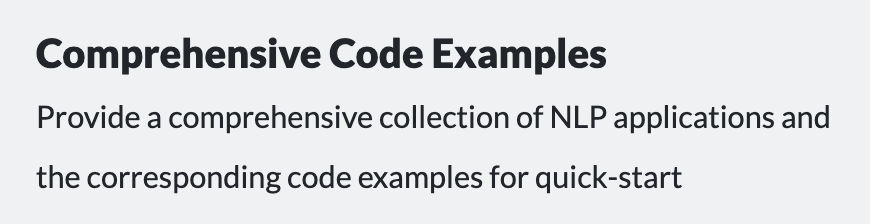 Comprehensive Code Examples
Provide a comprehensive collection of NLP applications and
the corresponding code examples for quick-start